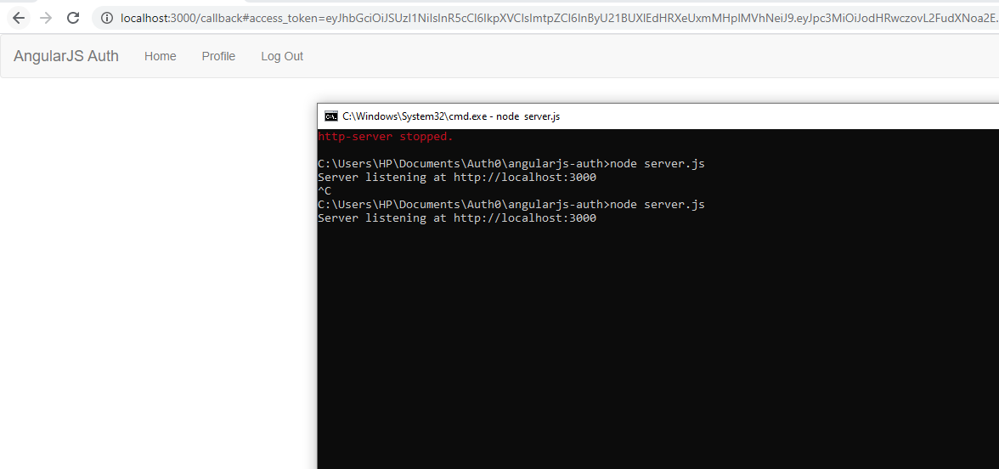 localhost:3000/callback#access_token=eyJhbGciOiJSUzI1NiIsInR5cCI6IkpXVCIsImtpZCI6InByU21BUXlEdHRXeUxmMHpIMVhNeiJ9.eyJpc3MiOiJodHRwczovL2FudXNoa2E.
AngularJS Auth Home Profile Log Out
C:\Windows\System32\cmd.exe - node server.js
http-server stopped.
C:\Users\HP\Documents\Auth0\angularjs-auth>node server.js
Server listening at http://localhost:3000
^C
C:\Users\HP\Documents\Auth0\angularjs-auth>node server.js
Server listening at http://localhost:3000